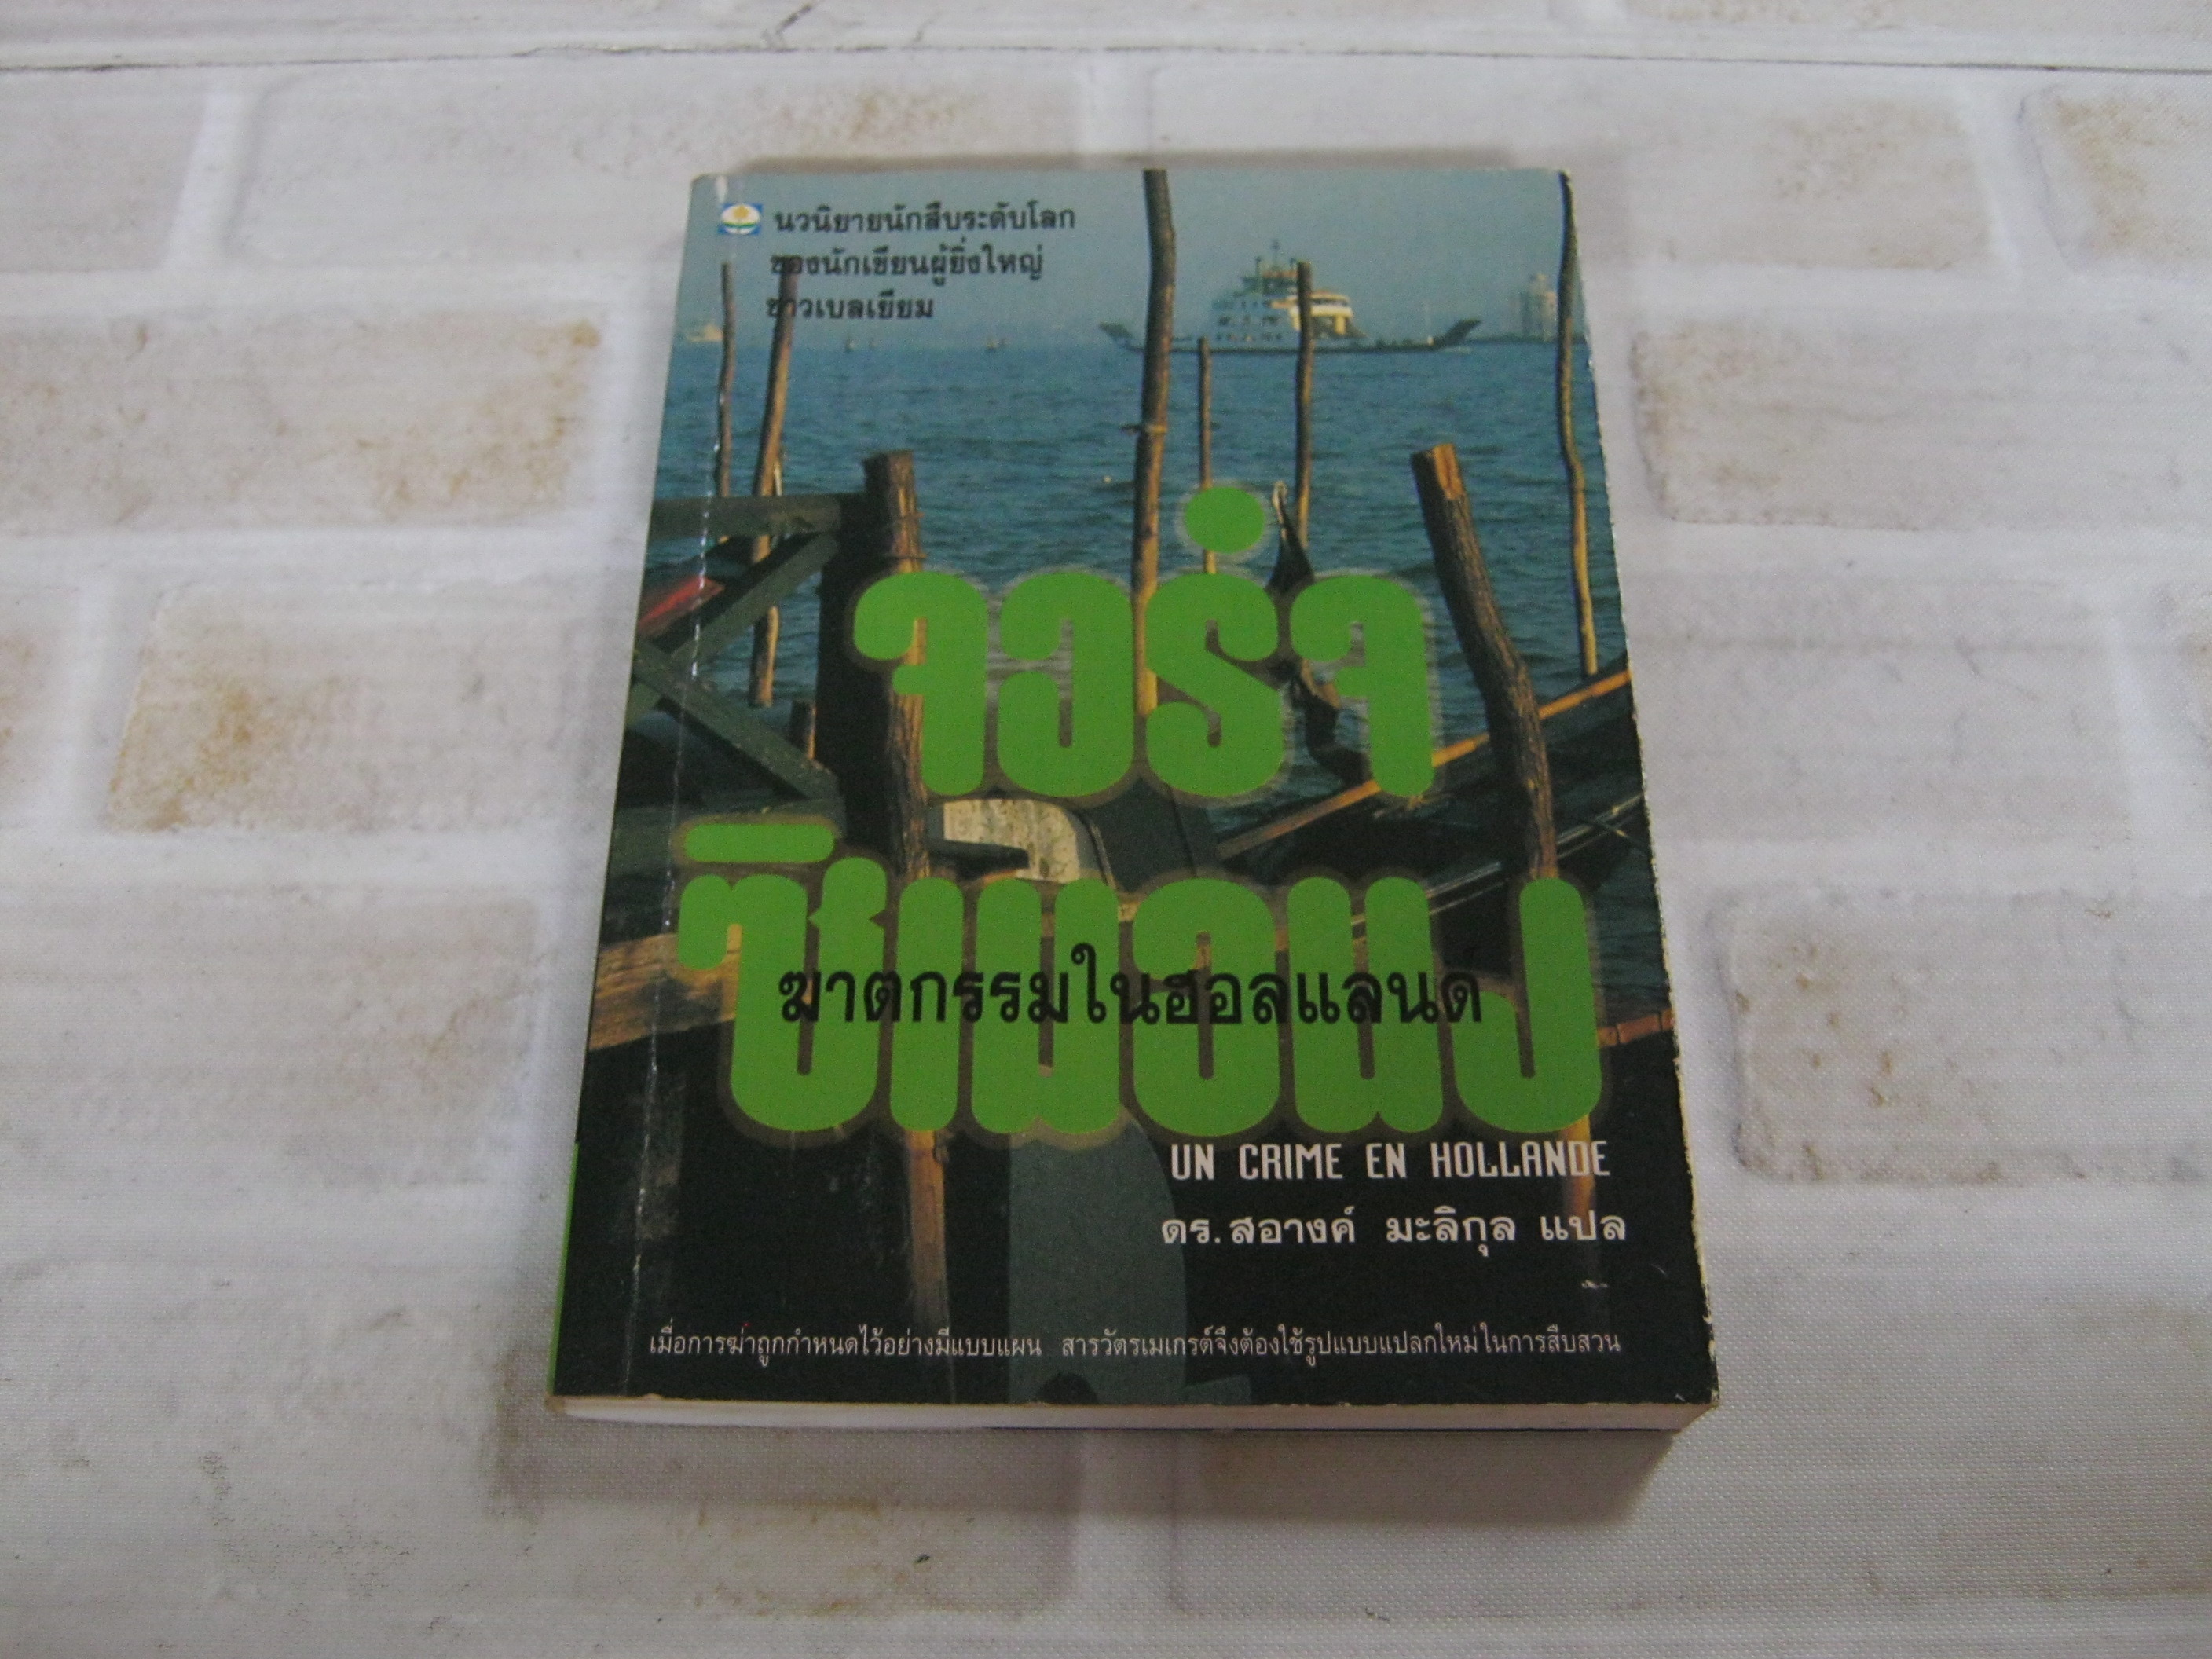 นวนิยายนักสืบระดับโลก
ของนักเขียนผู้ยิ่งใหญ่
ชาวเบลเยียม
จอร์จ
ซิเมอนง
ฆาตกรรมในฮอลแลนด์
UN CRIME EN HOLLANDE
ดร. สอางค์ มะลิกุล แปล
เมื่อการฆ่าถูกกำหนดไว้อย่างมีแบบแผน สารวัตรเมเกรต์จึงต้องใช้รูปแบบแปลกใหม่ในการสืบสวน